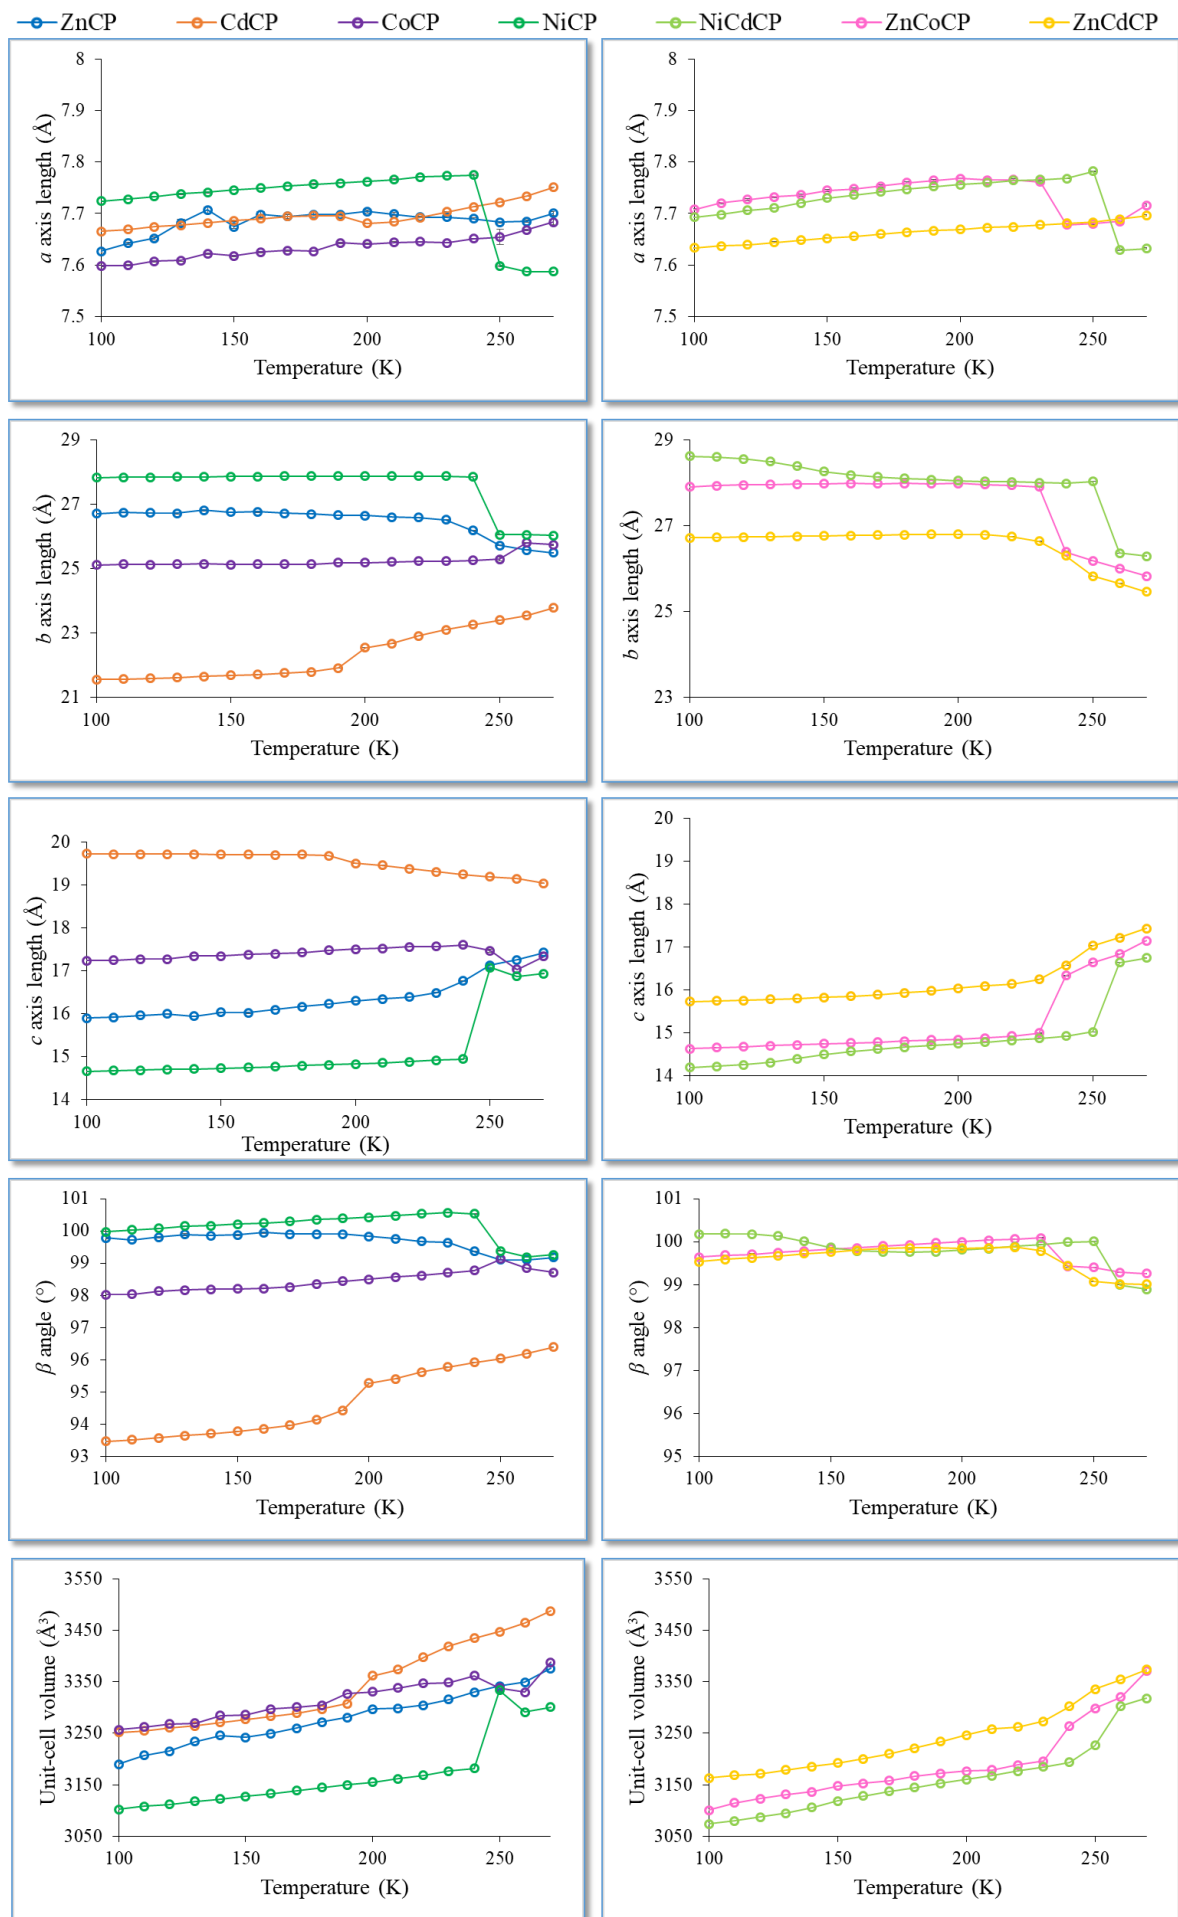 ZnCP CdCP CoCP NiCP NiCdCP ZnCoCP ZnCdCP
8
7.9
7.8
7.7
7.6
7.5
a axis length (Å)
100 150 200 250
Temperature (K)
8
7.9
7.8
7.7
7.6
7.5
a axis length (Å)
100 150 200 250
Temperature (K)
29
27
25
23
21
b axis length (Å)
100 150 200 250
Temperature (K)
29
27
25
23
b axis length (Å)
100 150 200 250
Temperature (K)
20
19
18
17
16
15
14
c axis length (Å)
100 150 200 250
Temperature (K)
20
19
18
17
16
15
14
c axis length (Å)
100 150 200 250
Temperature (K)
101
100
99
98
97
96
95
94
93
β angle (°)
100 150 200 250
Temperature (K)
101
100
99
98
97
96
95
β angle (°)
100 150 200 250
Temperature (K)
3550
3450
3350
3250
3150
3050
Unit-cell volume (Å³)
100 150 200 250
Temperature (K)
3550
3450
3350
3250
3150
3050
Unit-cell volume (Å³)
100 150 200 250
Temperature (K)